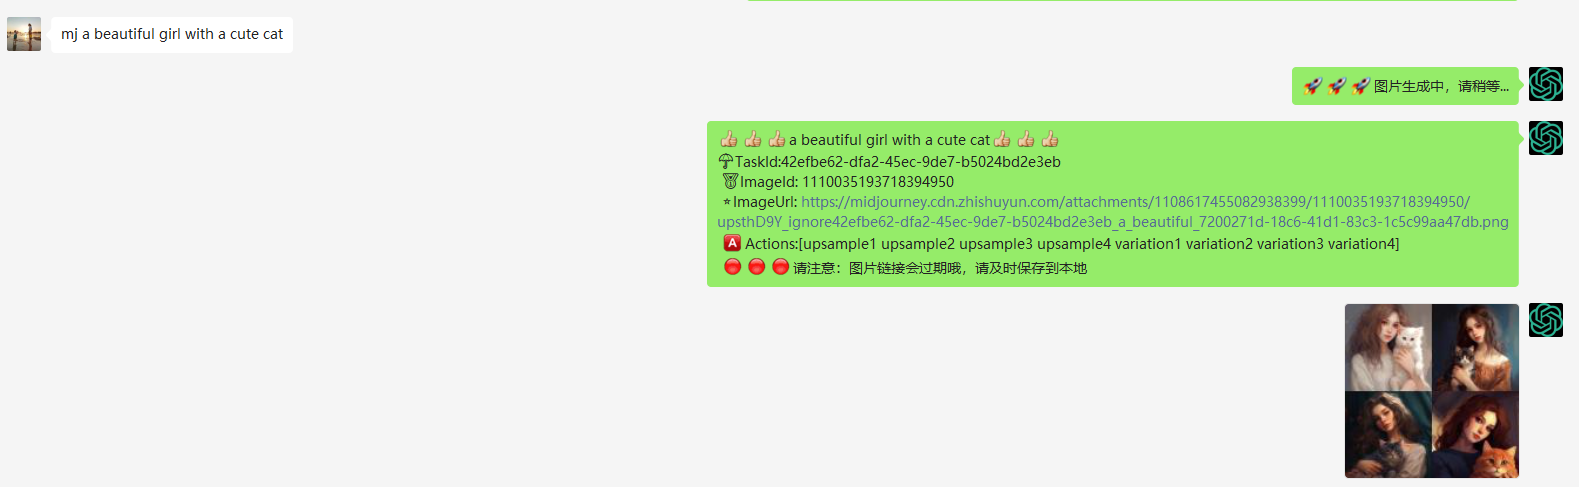 mj a beautiful girl with a cute cat
🚀🚀🚀图片生成中，请稍等...
👍👍👍a beautiful girl with a cute cat👍👍👍
☂TaskId:42efbe62-dfa2-45ec-9de7-b5024bd2e3eb
🎖ImageId: 1110035193718394950
⭐ImageUrl: https://midjourney.cdn.zhishuyun.com/attachments/1108617455082938399/1110035193718394950/
upsthD9Y_ignore42efbe62-dfa2-45ec-9de7-b5024bd2e3eb_a_beautiful_7200271d-18c6-41d1-83c3-1c5c99aa47db.png
🅰Actions:[upsample1 upsample2 upsample3 upsample4 variation1 variation2 variation3 variation4]
🔴🔴🔴请注意：图片链接会过期哦，请及时保存到本地